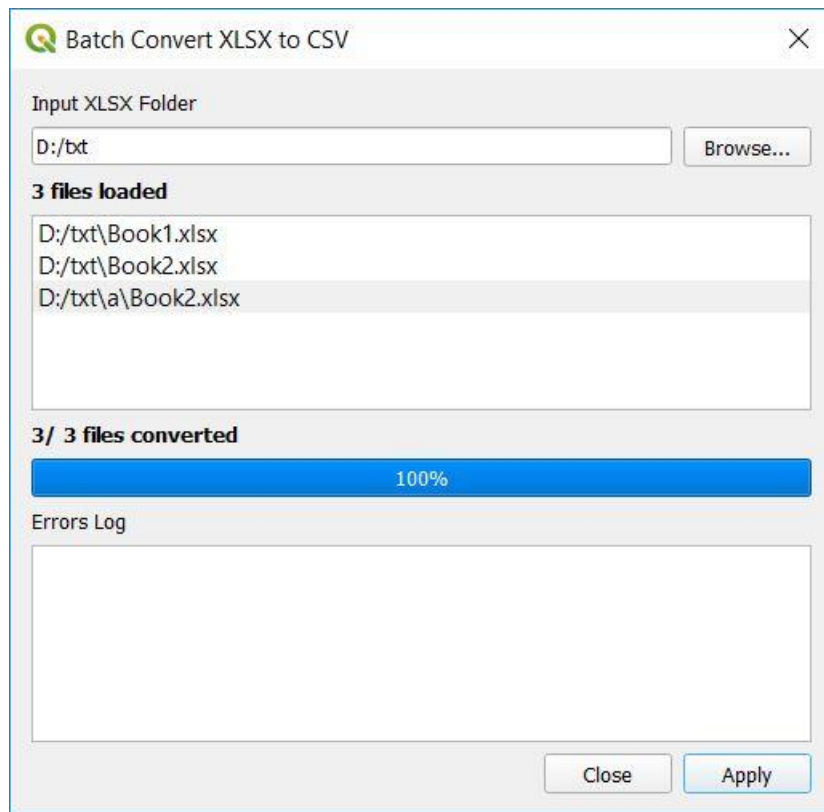 Batch Convert XLSX to CSV
Input XLSX Folder
D:/txt
Browse...
3 files loaded
D:/txt\Book1.xlsx
D:/txt\Book2.xlsx
D:/txt\a\Book2.xlsx
3/ 3 files converted
100%
Errors Log
Close Apply